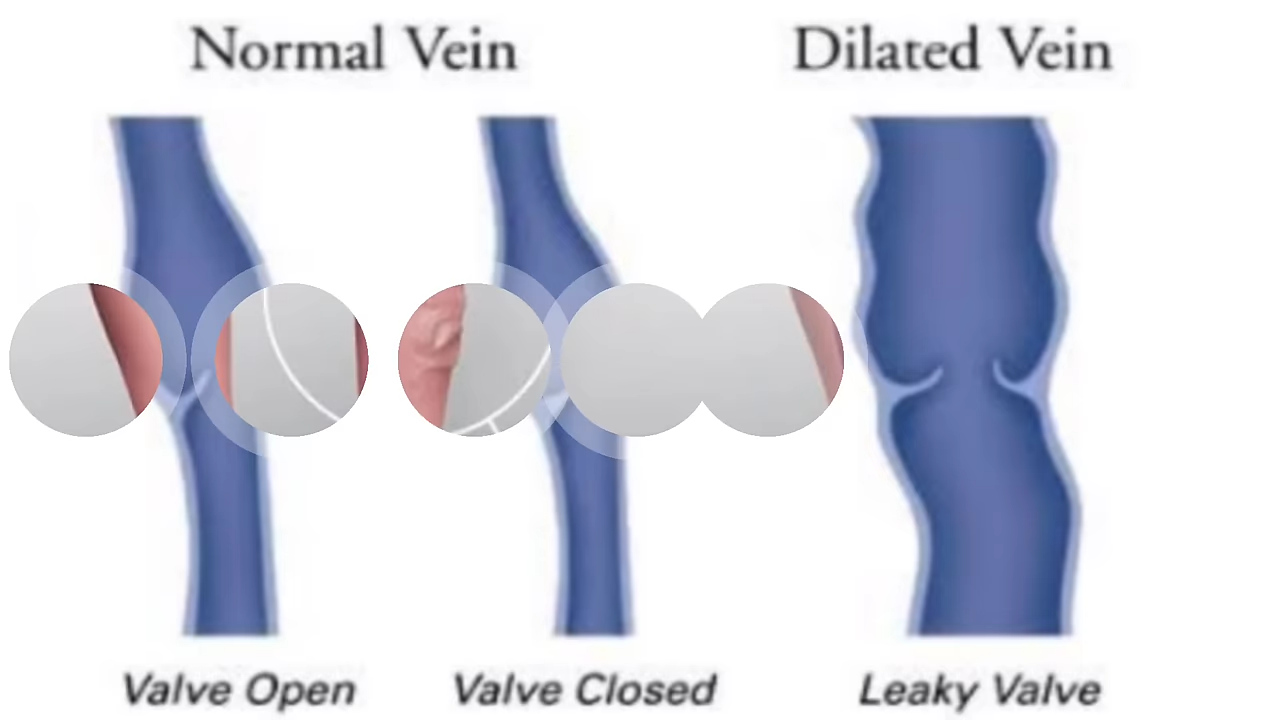 Normal Vein
Dilated Vein
Valve Open
Valve Closed
Leaky Valve